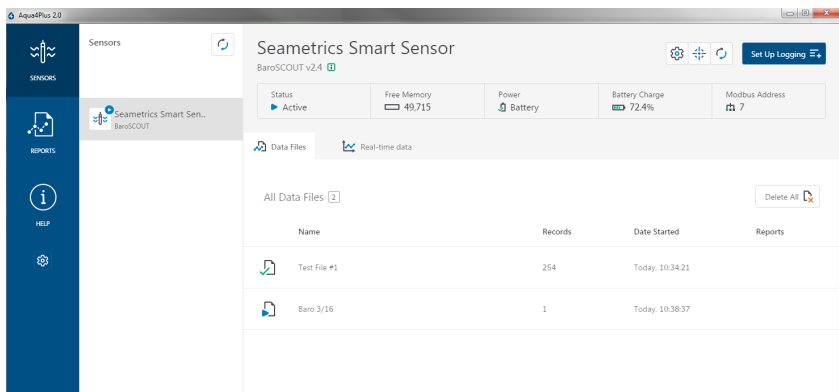 Aqua4Plus 2.0
SENSORS
REPORTS
HELP
Sensors
Seametrics Smart Sen..
BaroSCOUT
Seametrics Smart Sensor
BaroSCOUT v2.4
Set Up Logging
Status
Active
Free Memory
49,715
Power
Battery
Battery Charge
72.4%
Modbus Address
7
Data Files
Real-time data
All Data Files 2
Delete All
Name Records Date Started Reports
Test File #1 254 Today, 10:34:21
Baro 3/16 1 Today, 10:38:37